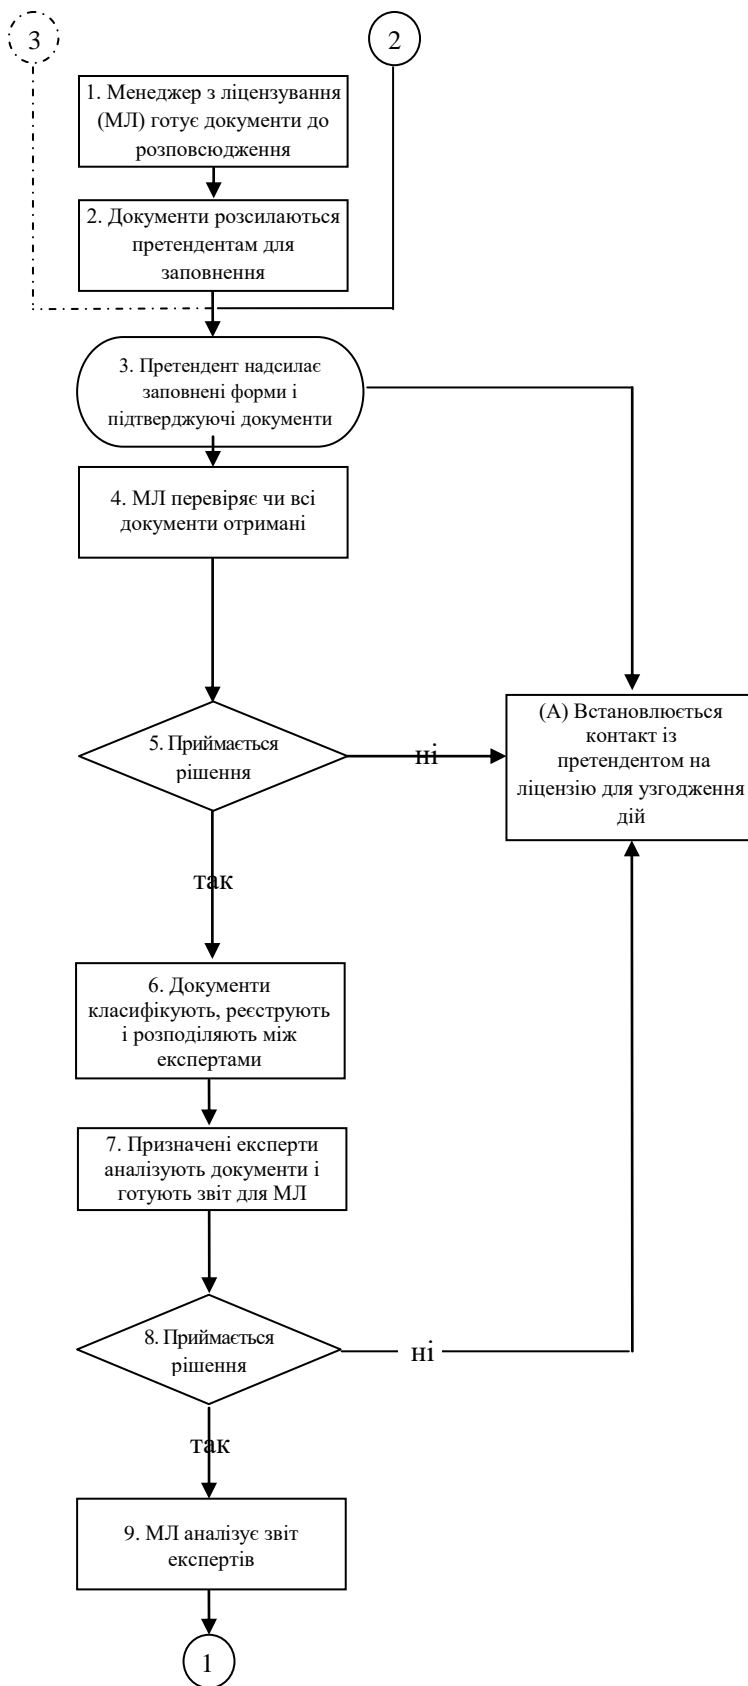 3
2
1. Менеджер з ліцензування
(МЛ) готує документи до
розповсюдження
2. Документи розсилаються
претендентам для
заповнення
3. Претендент надсилає
заповнені форми і
підтверджуючі документи
4. МЛ перевіряє чи всі
документи отримані
5. Приймається
рішення
ні
(А) Встановлюється
контакт із
претендентом на
ліцензію для узгодження
дій
так
6. Документи
класифікують, реєструють
і розподіляють між
експертами
7. Призначені експерти
аналізують документи і
готують звіт для МЛ
8. Приймається
рішення
ні
так
9. МЛ аналізує звіт
експертів
1